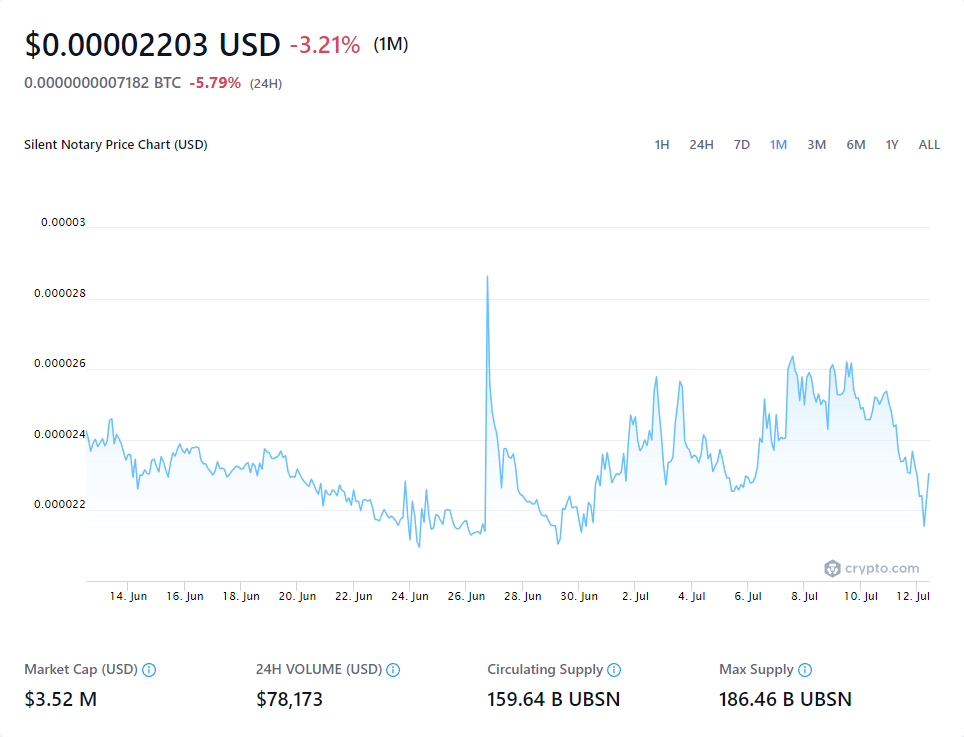 $0.00002203 USD -3.21% (1M)
0.0000000007182 BTC -5.79% (24H)
Silent Notary Price Chart (USD) 1H 24H 7D 1M 3M 6M 1Y ALL
0.00003
0.000028
0.000026
0.000024
0.000022
crypto.com
14. Jun 16. Jun 18. Jun 20. Jun 22. Jun 24. Jun 26. Jun 28. Jun 30. Jun 2. Jul 4. Jul 6. Jul 8. Jul 10. Jul 12. Jul
Market Cap (USD) 24H VOLUME (USD) Circulating Supply Max Supply
$3.52 M $78,173 159.64 B UBSN 186.46 B UBSN